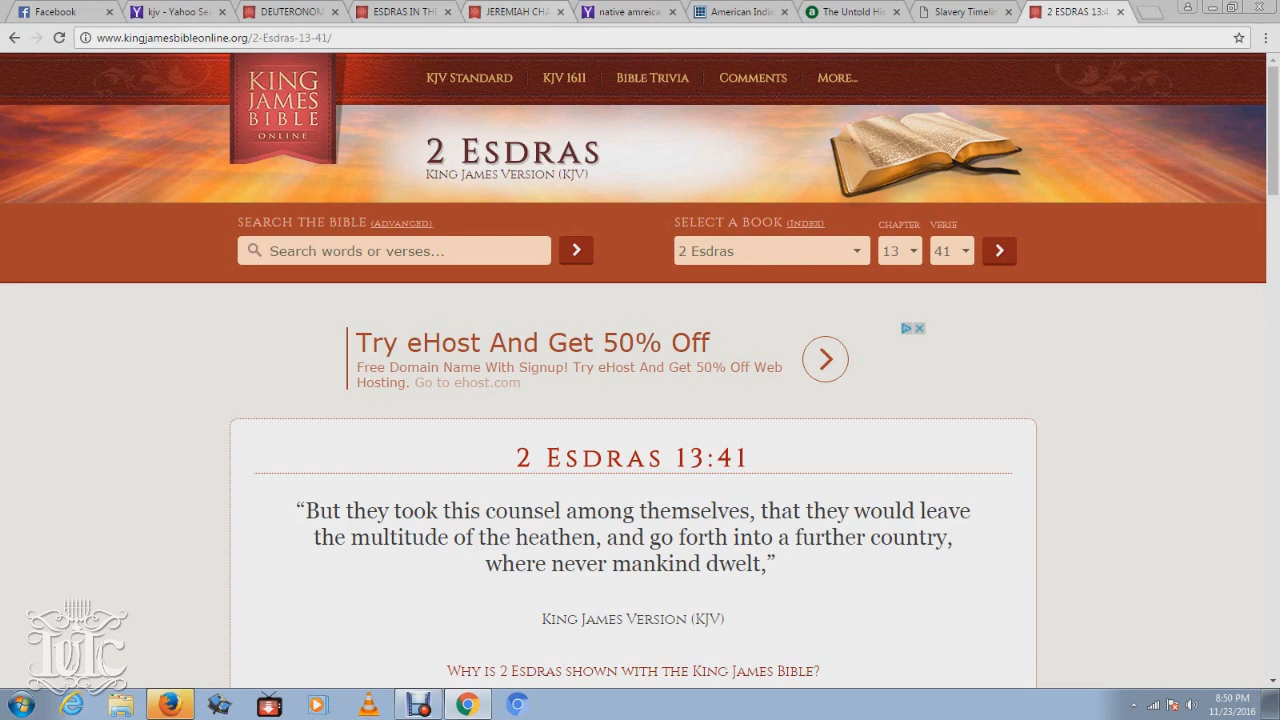 Facebook
kjv - Yahoo Se
DEUTERONOM
ESDRAS IN THE
JEREMIAH CHA
native amreica
American India
The Untold His
Slavery Timelin
2 ESDRAS 13:4
www.kingjamesbibleonline.org/2-Esdras-13-41/
KING
JAMES
BIBLE
ONLINE
KJV STANDARD
KJV 1611
BIBLE TRIVIA
COMMENTS
MORE...
2 ESDRAS
KING JAMES VERSION (KJV)
SEARCH THE BIBLE (ADVANCED)
SELECT A BOOK (INDEX)
CHAPTER
VERSE
Search words or verses...
2 Esdras
13
41
Try eHost And Get 50% Off
Free Domain Name With Signup! Try eHost And Get 50% Off Web
Hosting. Go to ehost.com
2 ESDRAS 13:41
“But they took this counsel among themselves, that they would leave
the multitude of the heathen, and go forth into a further country,
where never mankind dwelt,”
KING JAMES VERSION (KJV)
WHY IS 2 ESDRAS SHOWN WITH THE KING JAMES BIBLE?
IUIC
8:50 PM
11/23/2016